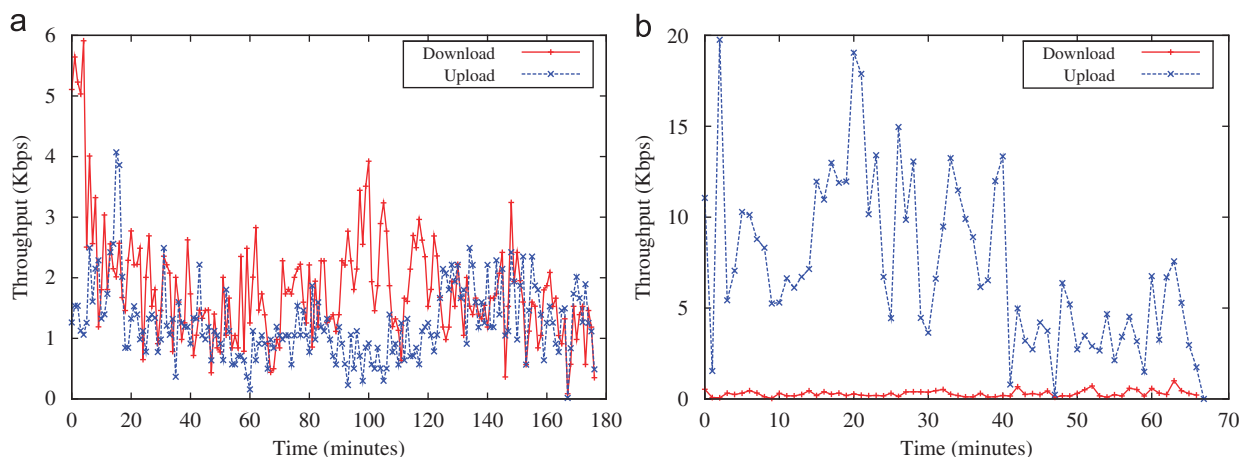 a
6
5
4
3
2
1
0
Throughput (Kbps)
Download
Upload
0 20 40 60 80 100 120 140 160 180
Time (minutes)
b
20
15
10
5
0
Throughput (Kbps)
Download
Upload
0 10 20 30 40 50 60 70
Time (minutes)